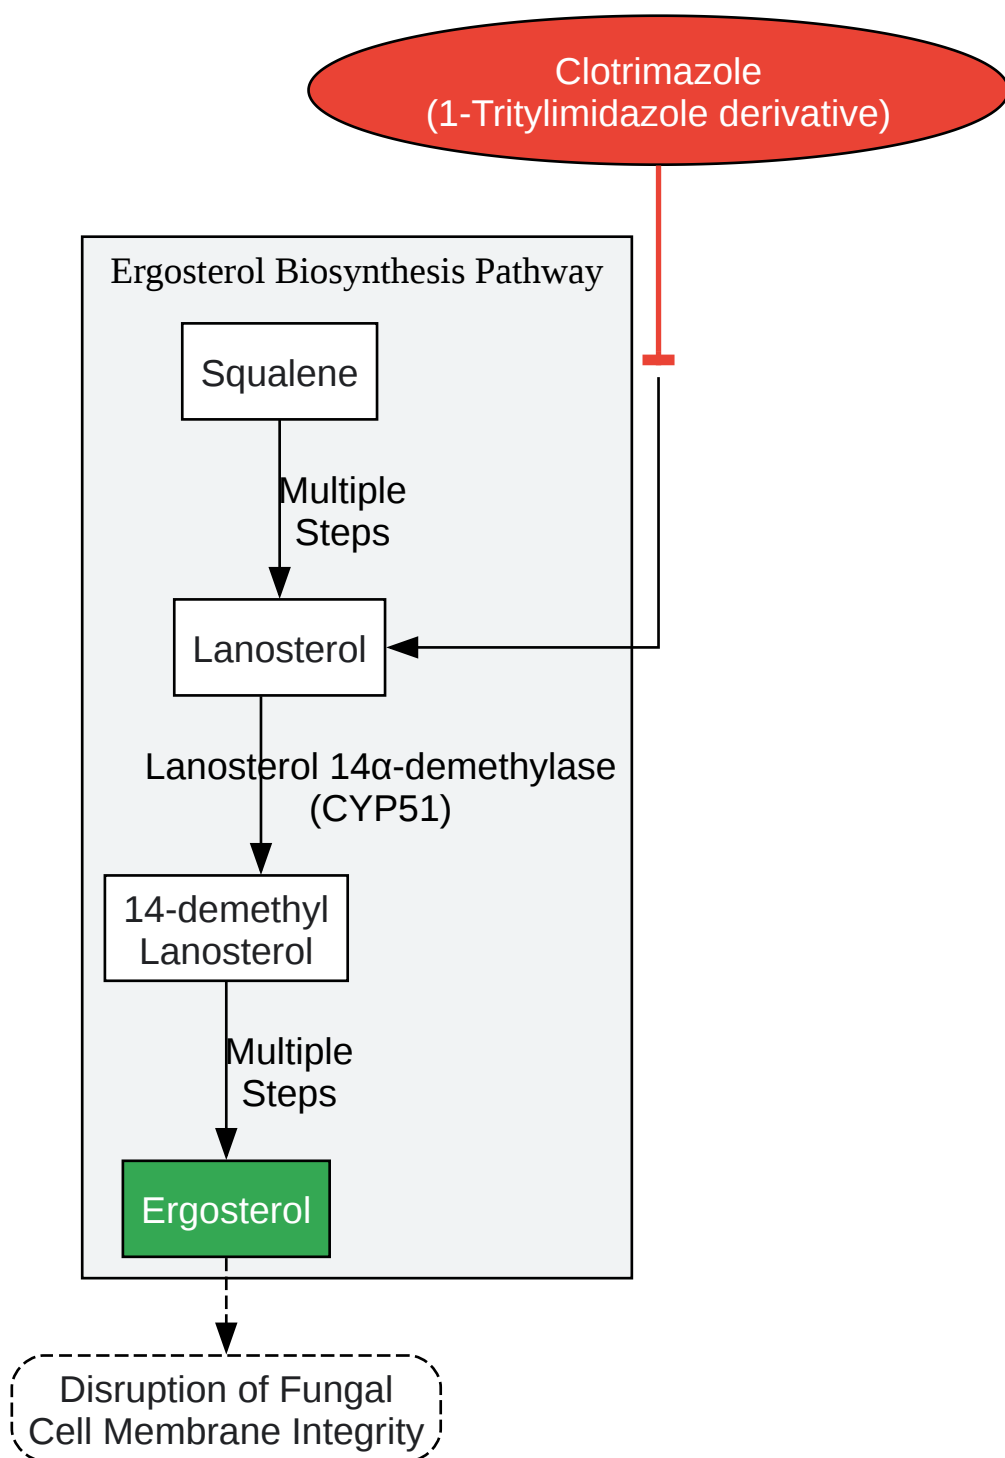 Clotrimazole
(1-Tritylimidazole derivative)
Ergosterol Biosynthesis Pathway
Squalene
Multiple
Steps
Lanosterol
Lanosterol 14α-demethylase
(CYP51)
14-demethyl
Lanosterol
Multiple
Steps
Ergosterol
Disruption of Fungal
Cell Membrane Integrity